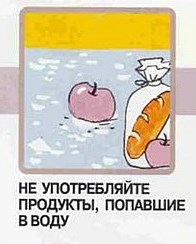 НЕ УПОТРЕБЛЯЙТЕ
ПРОДУКТЫ, ПОПАВШИЕ
В ВОДУ